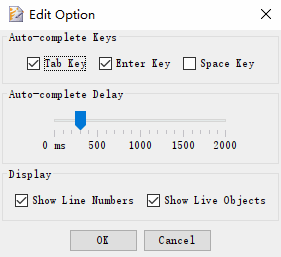 Edit Option
Auto-complete Keys
Tab Key Enter Key Space Key
Auto-complete Delay
0 ms 500 1000 1500 2000
Display
Show Line Numbers Show Live Objects
OK Cancel